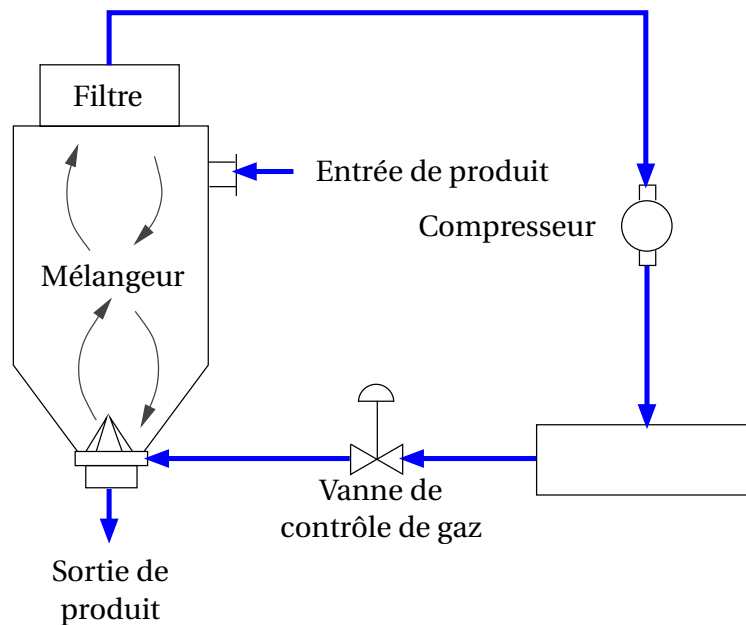 Filtre
Entrée de produit
Compresseur
Mélangeur
Vanne de
contrôle de gaz
Sortie de
produit